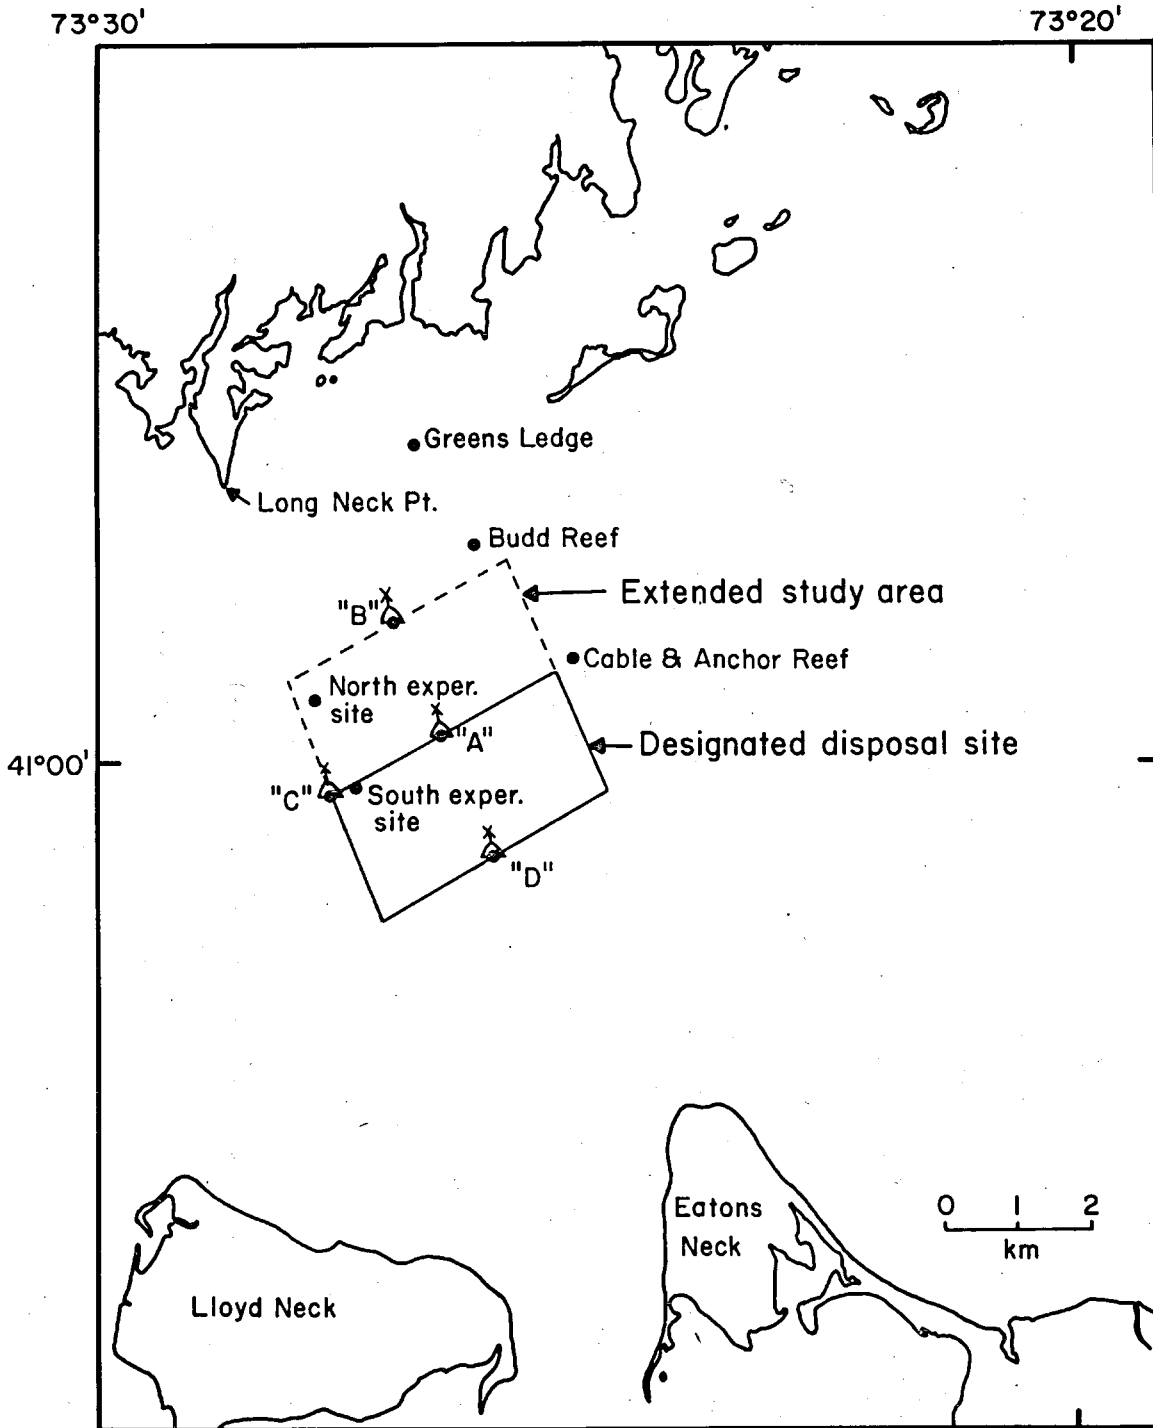 73°30'
73°20'
Greens Ledge
Long Neck Pt.
Budd Reef
Extended study area
"B"
Cable & Anchor Reef
North exper.
site
"A"
Designated disposal site
41°00'
"C"
South exper.
site
"D"
Eatons
Neck
0 1 2
km
Lloyd Neck